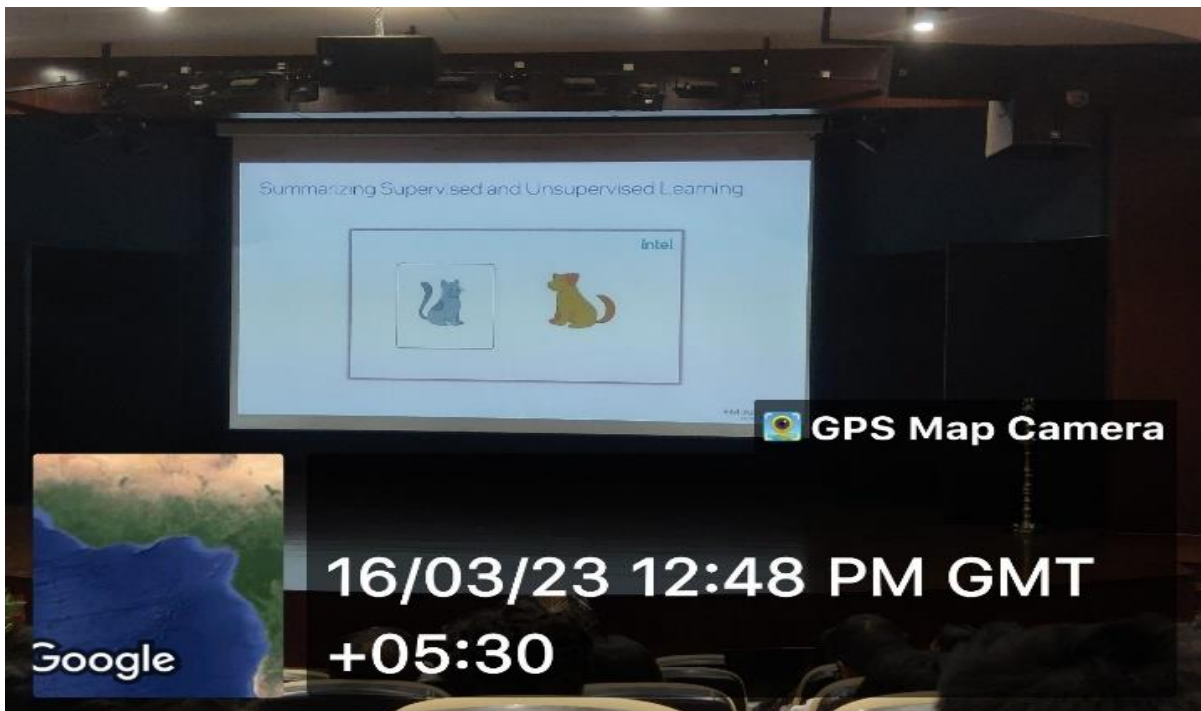 Summarizing Supervised and Unsupervised Learning
intel
GPS Map Camera
16/03/23 12:48 PM GMT
+05:30
Google